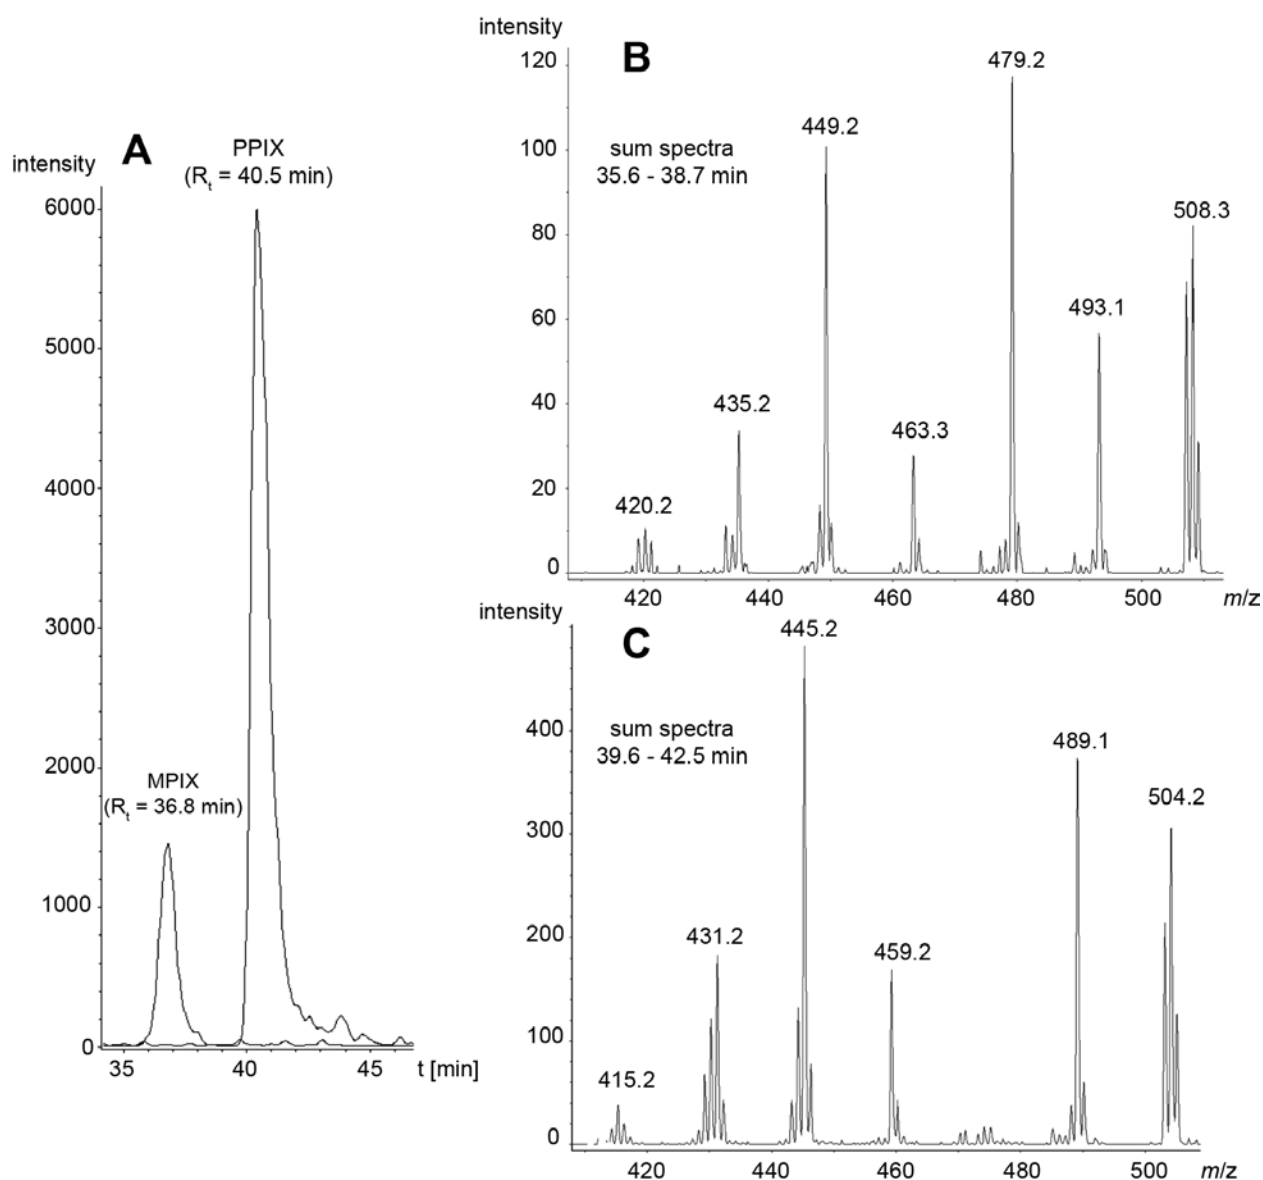 A
intensity
PPIX
(Rt = 40.5 min)
6000
5000
4000
3000
2000
1000
0
MPIX
(Rt = 36.8 min)
35
40
45
t [min]
intensity
B
sum spectra
35.6 - 38.7 min
120
100
80
60
40
20
0
420.2
435.2
449.2
463.3
479.2
493.1
508.3
420
440
460
480
500
m/z
intensity
C
sum spectra
39.6 - 42.5 min
400
300
200
100
0
415.2
431.2
445.2
459.2
489.1
504.2
420
440
460
480
500
m/z